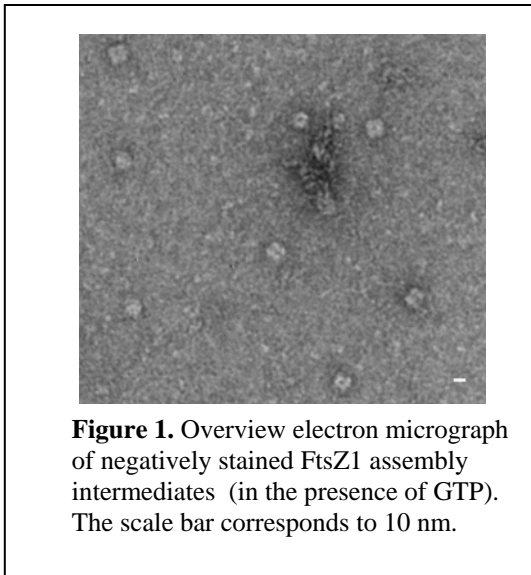 Figure 1. Overview electron micrograph
of negatively stained FtsZ1 assembly
intermediates (in the presence of GTP).
The scale bar corresponds to 10 nm.